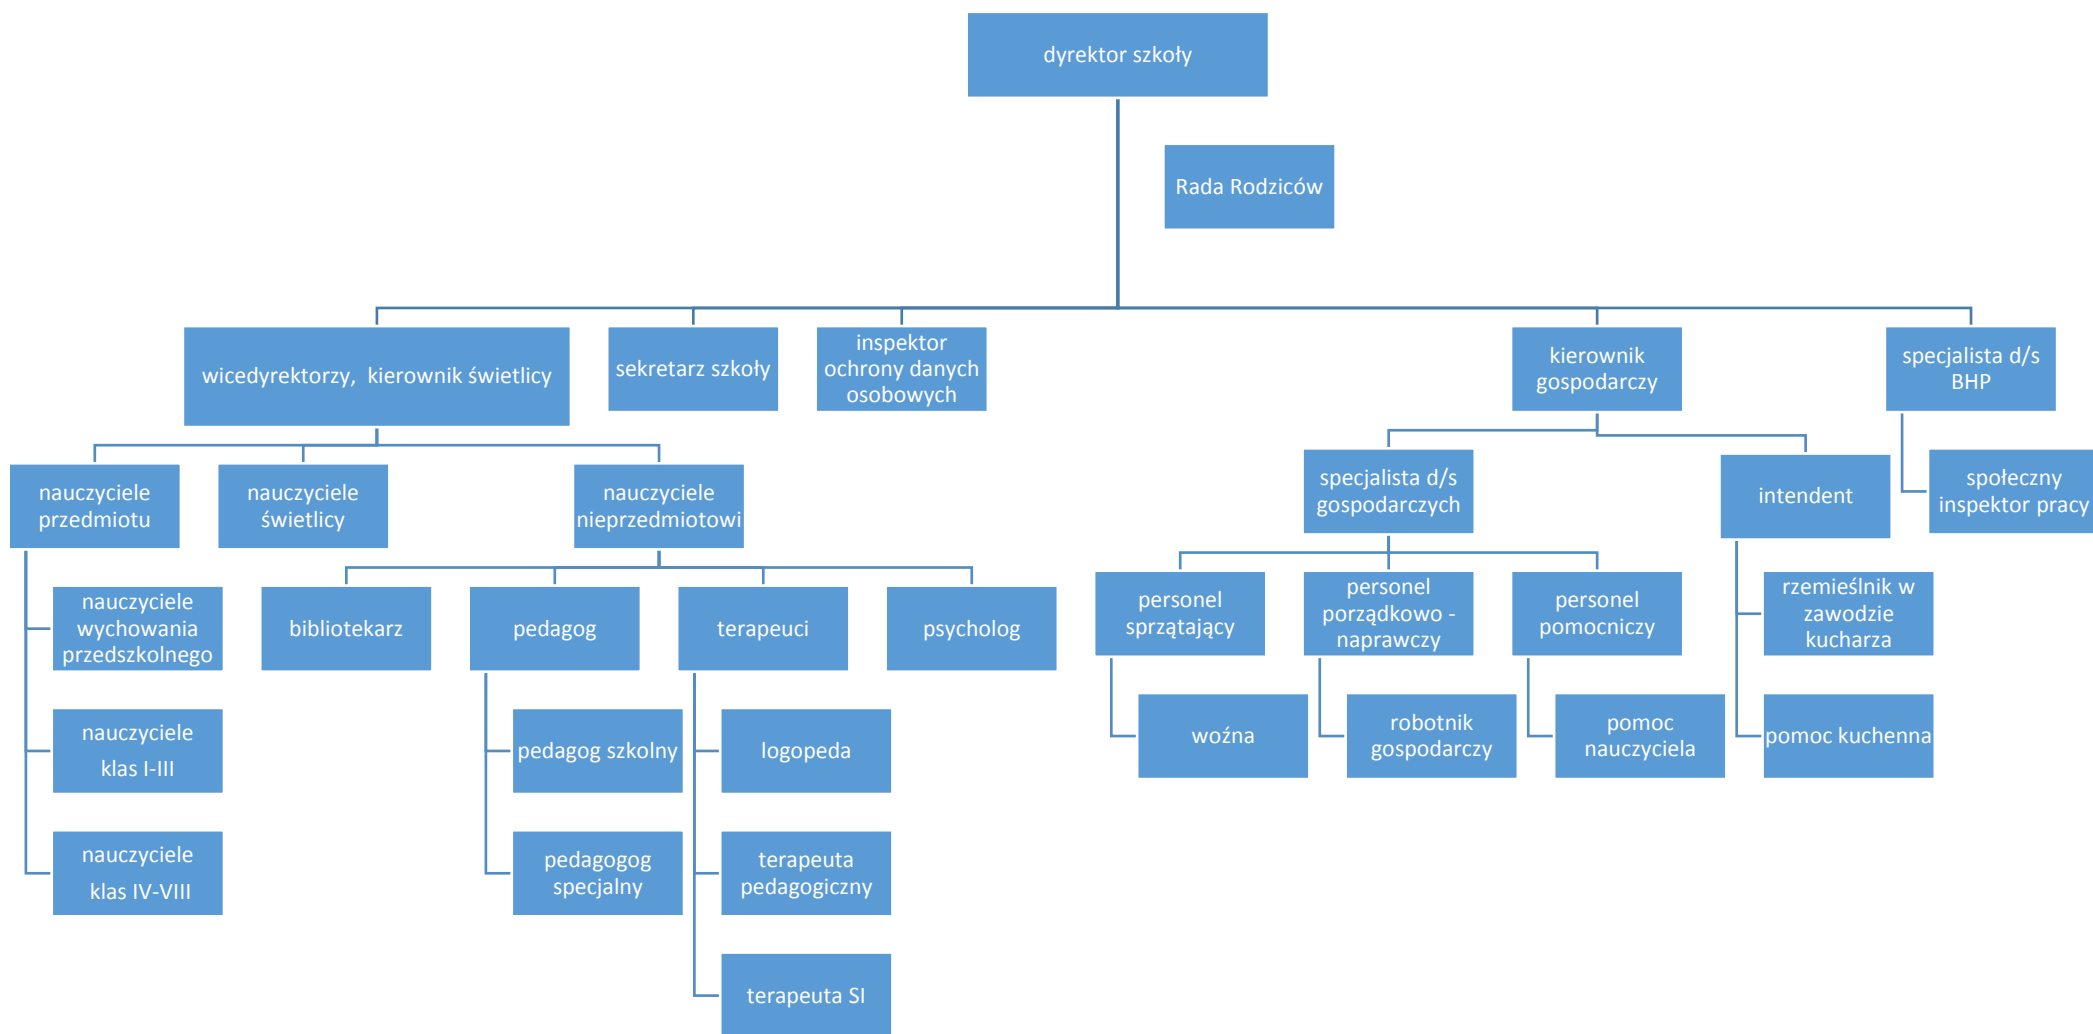 dyrektor szkoły
Rada Rodziców
wicedyrektorzy,  kierownik świetlicy
sekretarz szkoły
inspektor
ochrony danych
osobowych
kierownik
gospodarczy
specjalista d/s
BHP
nauczyciele
przedmiotu
nauczyciele
świetlicy
nauczyciele
nieprzedmiotowi
specjalista d/s
gospodarczych
intendent
społeczny
inspektor pracy
nauczyciele
wychowania
przedszkolnego
bibliotekarz
pedagog
terapeuci
psycholog
personel
sprzątający
personel
porządkowo -
naprawczy
personel
pomocniczy
rzemieślnik w
zawodzie
kucharza
nauczyciele
klas I-III
pedagog szkolny
logopeda
woźna
robotnik
gospodarczy
pomoc
nauczyciela
pomoc kuchenna
nauczyciele
klas IV-VIII
pedagogog
specjalny
terapeuta
pedagogiczny
terapeuta SI